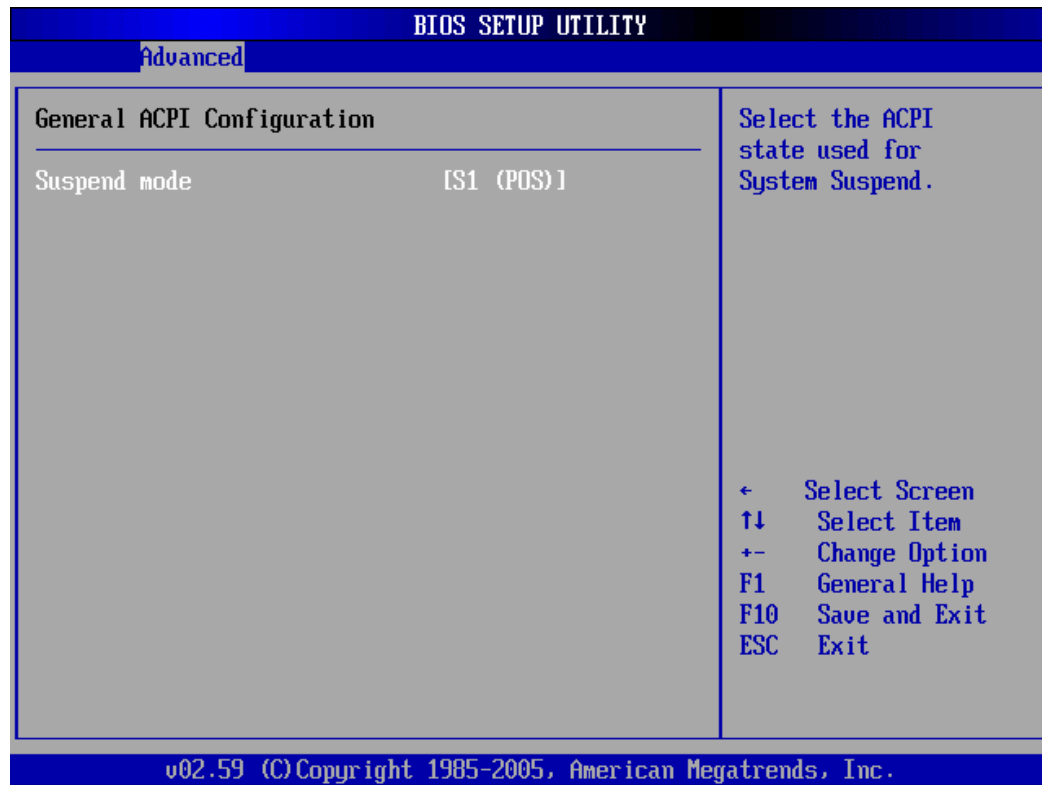 BIOS SETUP UTILITY
Advanced
General ACPI Configuration
Suspend mode [S1 (POS)]
Select the ACPI
state used for
System Suspend.
← Select Screen
↑↓ Select Item
+- Change Option
F1 General Help
F10 Save and Exit
ESC Exit
v02.59 (C)Copyright 1985-2005, American Megatrends, Inc.